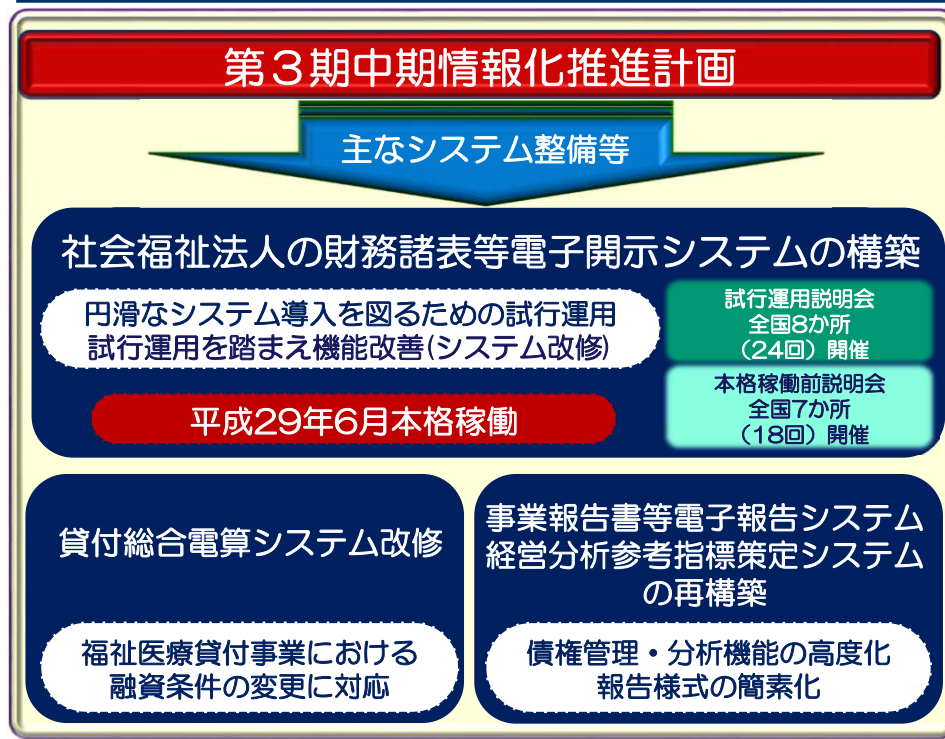 第3期中期情報化推進計画
主なシステム整備等
社会福祉法人の財務諸表等電子開示システムの構築
円滑なシステム導入を図るための試行運用
試行運用を踏まえ機能改善(システム改修)
平成29年6月本格稼働
試行運用説明会
全国8か所
（24回）開催
本格稼働前説明会
全国7か所
（18回）開催
貸付総合電算システム改修
福祉医療貸付事業における
融資条件の変更に対応
事業報告書等電子報告システム
経営分析参考指標策定システム
の再構築
債権管理・分析機能の高度化
報告様式の簡素化